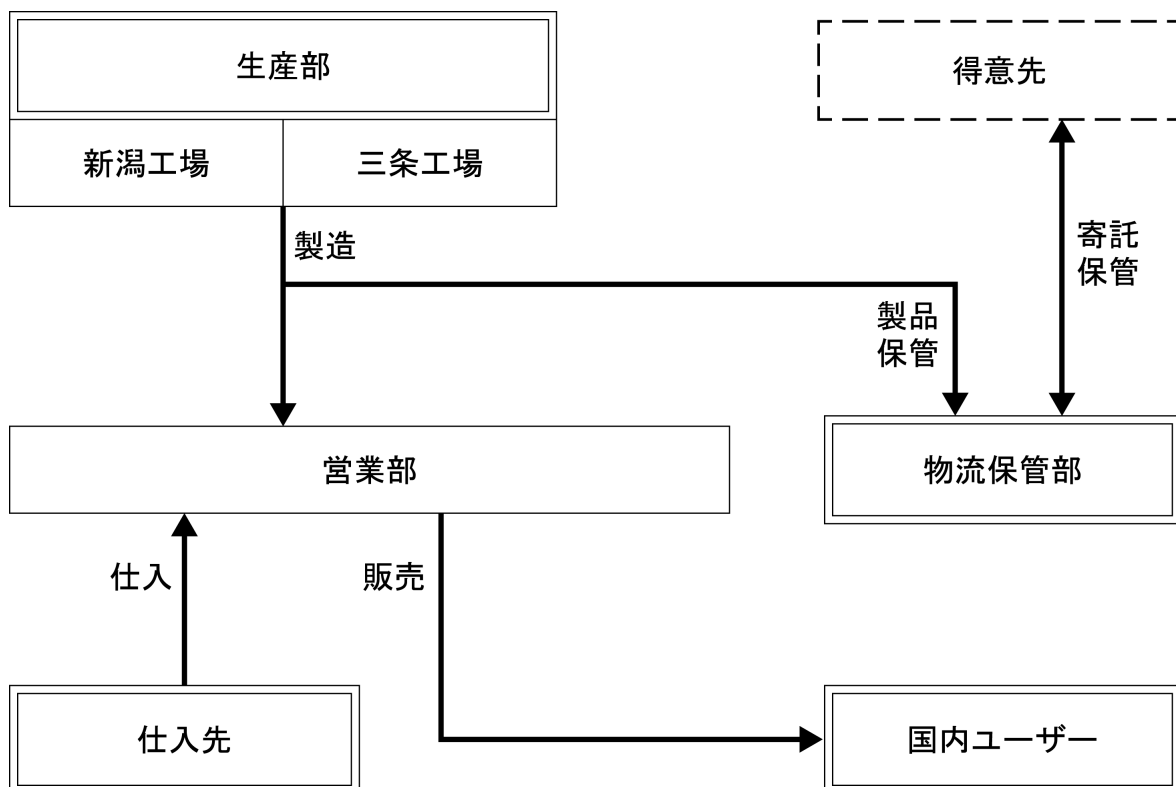 生産部
得意先
新潟工場
三条工場
製造
寄託
保管
製品
保管
営業部
物流保管部
仕入
販売
仕入先
国内ユーザー